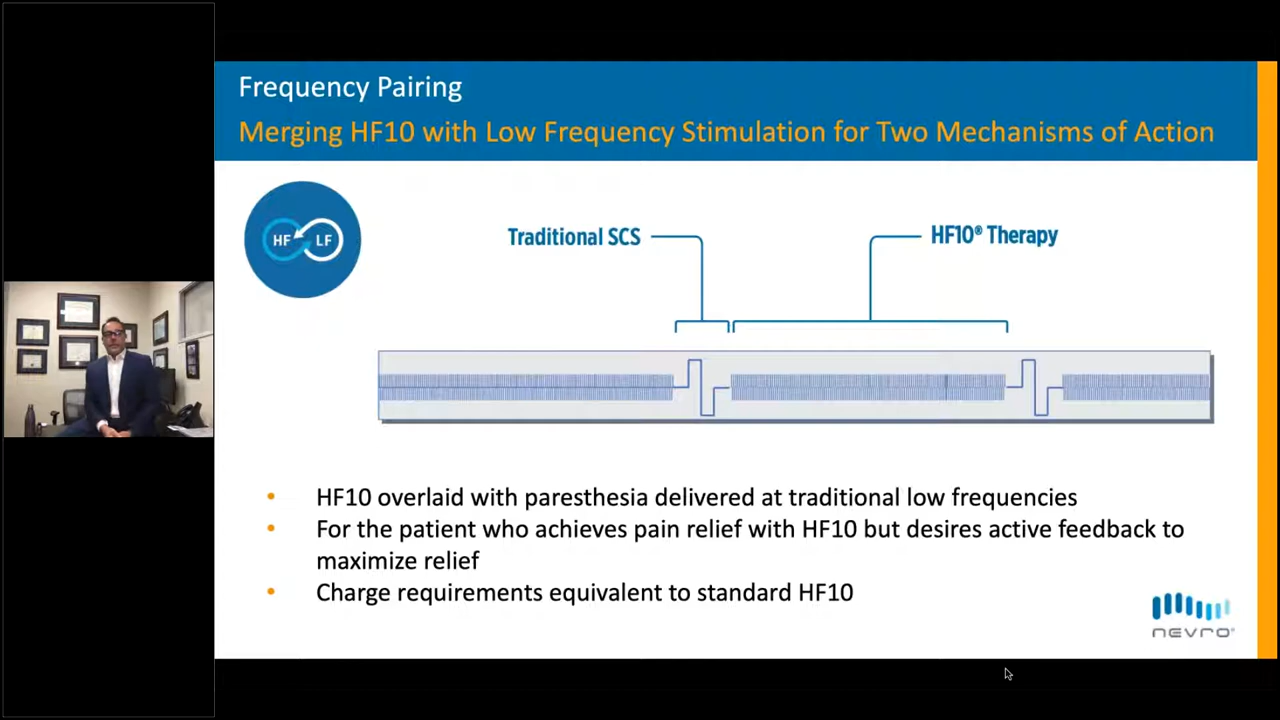 Frequency Pairing
Merging HF10 with Low Frequency Stimulation for Two Mechanisms of Action
HF
LF
Traditional SCS
HF10® Therapy
• HF10 overlaid with paresthesia delivered at traditional low frequencies
• For the patient who achieves pain relief with HF10 but desires active feedback to
maximize relief
• Charge requirements equivalent to standard HF10
nevro®